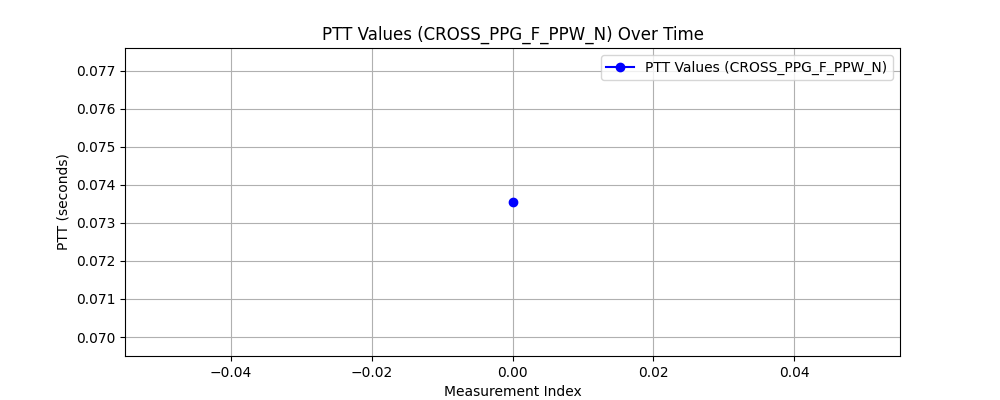 PTT Values (CROSS_PPG_F_PPW_N) Over Time
PTT Values (CROSS_PPG_F_PPW_N)
PTT (seconds)
0.077
0.076
0.075
0.074
0.073
0.072
0.071
0.070
−0.04 −0.02 0.00 0.02 0.04
Measurement Index